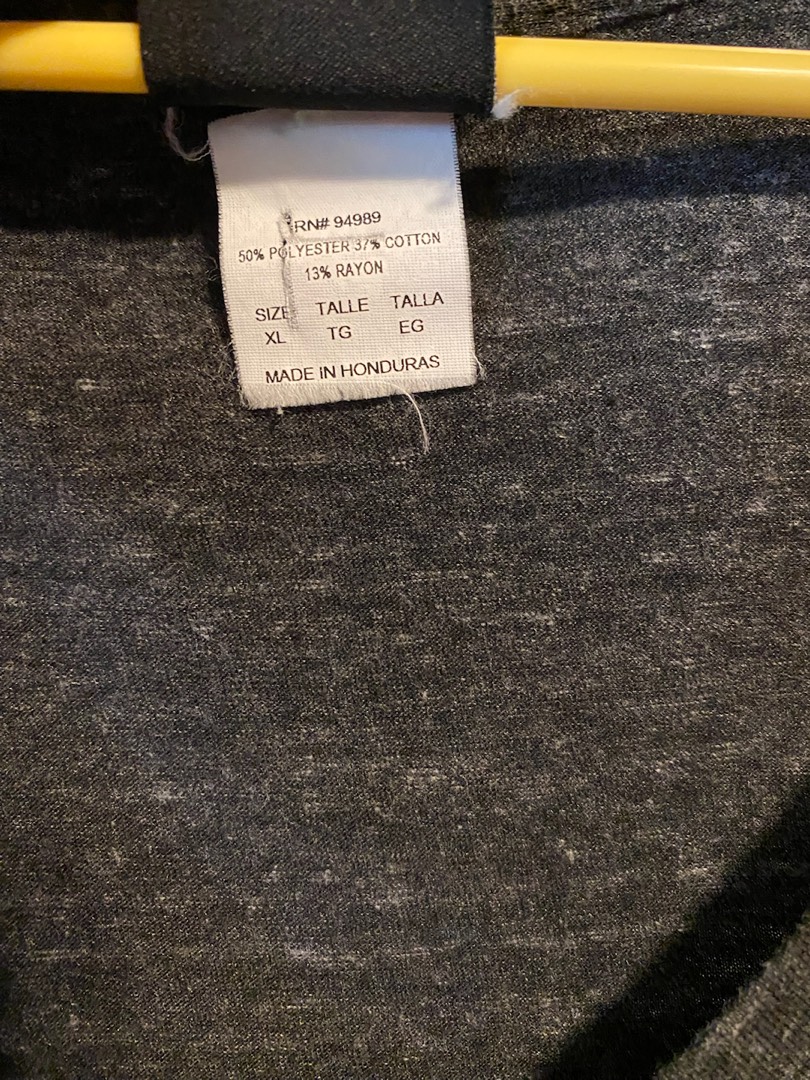 RN# 94989
50% POLYESTER 37% COTTON
13% RAYON
SIZE TALLE TALLA
XL TG EG
MADE IN HONDURAS